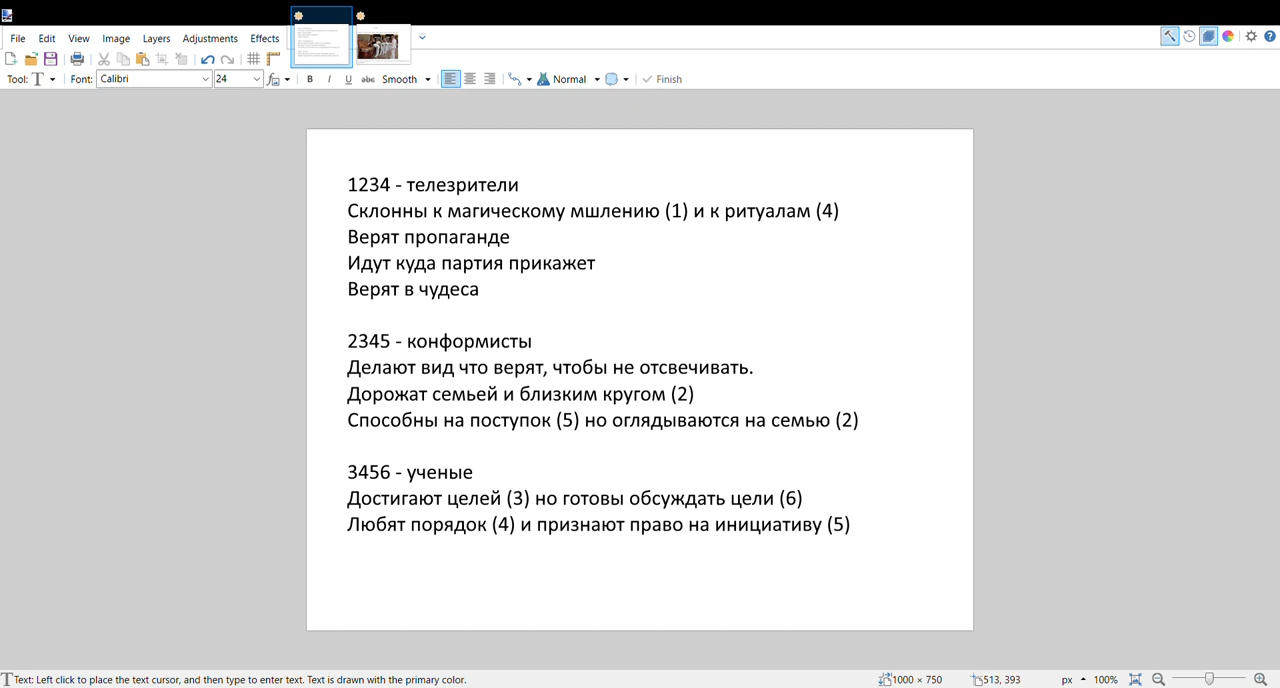 File Edit View Image Layers Adjustments Effects
Tool: T Font: Calibri 24 B I U abc Smooth Normal Finish
1234 - телезрители
Склонны к магическому мшлению (1) и к ритуалам (4)
Верят пропаганде
Идут куда партия прикажет
Верят в чудеса
2345 - конформисты
Делают вид что верят, чтобы не отсвечивать.
Дорожат семьей и близким кругом (2)
Способны на поступок (5) но оглядываются на семью (2)
3456 - ученые
Достигают целей (3) но готовы обсуждать цели (6)
Любят порядок (4) и признают право на инициативу (5)
Text: Left click to place the text cursor, and then type to enter text. Text is drawn with the primary color. 1000 × 750 513, 393 px 100%